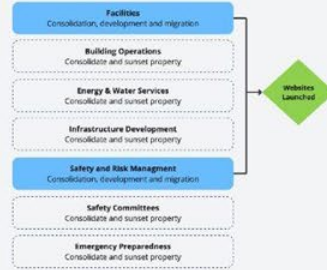 Facilities
Consolidation, development and migration
Building Operations
Consolidate and sunset property
Energy & Water Services
Consolidate and sunset property
Infrastructure Development
Consolidate and sunset property
Safety and Risk Managment
Consolidation, development and migration
Safety Committees
Consolidate and sunset property
Emergency Preparedness
Consolidate and sunset property
Websites
Launched